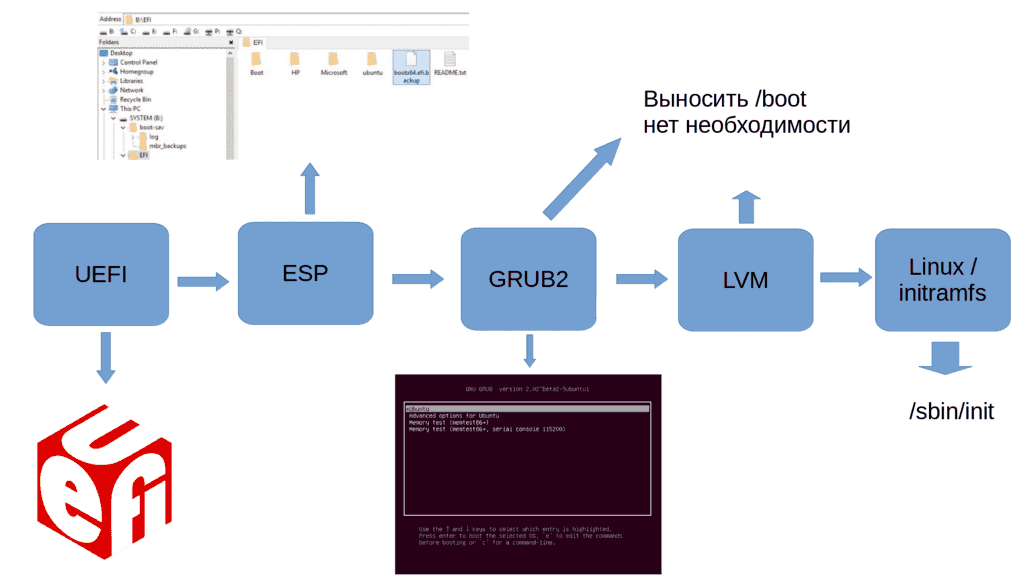 Address B:\EFI
B: C: E: F: G: P: Q:
Folders
EFI
Desktop
Control Panel
Homegroup
Libraries
Network
Recycle Bin
This PC
SYSTEM (B:)
boot-sav
log
mbr_backups
EFI
Boot HP Microsoft ubuntu bootx64.efi.b README.txt
ackup
Выносить /boot
нет необходимости
UEFI
ESP
GRUB2
LVM
Linux /
initramfs
/sbin/init
uefi
GNU GRUB version 2.02~beta2-9ubuntu1
*Ubuntu
Advanced options for Ubuntu
Memory test (memtest86+)
Memory test (memtest86+, serial console 115200)
Use the ↑ and ↓ keys to select which entry is highlighted.
Press enter to boot the selected OS, `e' to edit the commands
before booting or `c' for a command-line.